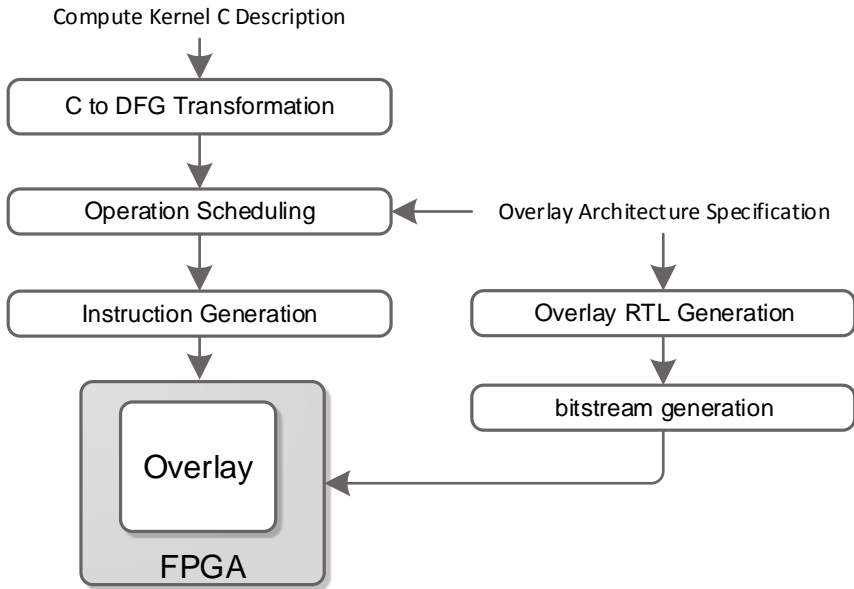 Compute Kernel C Description
C to DFG Transformation
Operation Scheduling
Overlay Architecture Specification
Instruction Generation
Overlay RTL Generation
bitstream generation
Overlay
FPGA